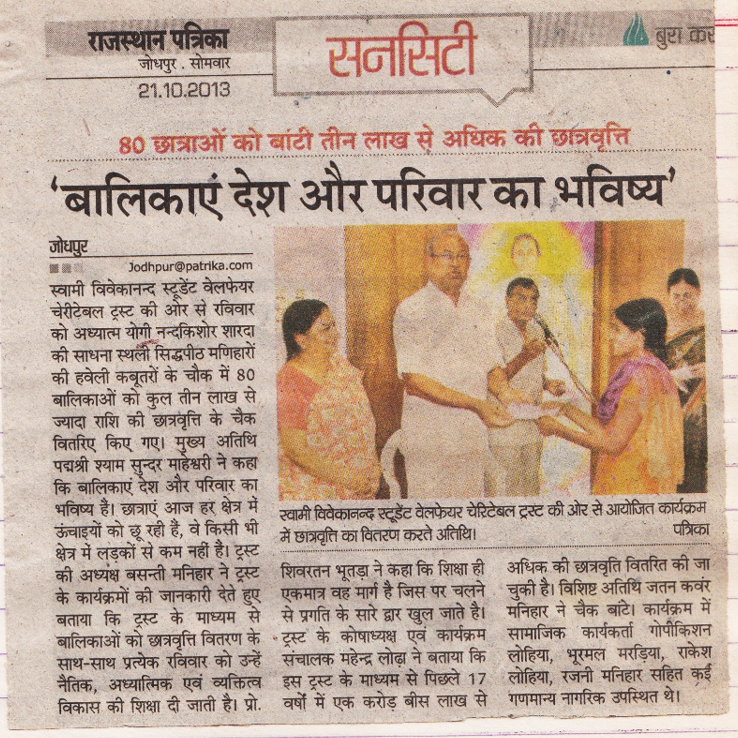 राजस्थान पत्रिका
जोधपुर . सोमवार
21.10.2013
सनसिटी
बुरा कर
80 छात्राओं को बांटी तीन लाख से अधिक की छात्रवृत्ति
‘बालिकाएं देश और परिवार का भविष्य’
जोधपुर
Jodhpur@patrika.com
स्वामी विवेकानन्द स्टूडेंट वेलफेयर
चेरीटेबल ट्रस्ट की ओर से रविवार
को अध्यात्म योगी नन्दकिशोर शारदा
की साधना स्थली सिद्धपीठ मणिहारों
की हवेली कबूतरों के चौक में 80
बालिकाओं को कुल तीन लाख से
ज्यादा राशि की छात्रवृत्ति के चैक
वितरिए किए गए। मुख्य अतिथि
पद्मश्री श्याम सुन्दर माहेश्वरी ने कहा
कि बालिकाएं देश और परिवार का
भविष्य हैं। छात्राएं आज हर क्षेत्र में
ऊंचाइयों को छू रही हैं, वे किसी भी
क्षेत्र में लड़कों से कम नहीं है। ट्रस्ट
की अध्यक्ष बसन्ती मनिहार ने ट्रस्ट
के कार्यक्रमों की जानकारी देते हुए
बताया कि ट्रस्ट के माध्यम से
बालिकाओं को छात्रवृत्ति वितरण के
साथ-साथ प्रत्येक रविवार को उन्हें
नैतिक, अध्यात्मिक एवं व्यक्तित्व
विकास की शिक्षा दी जाती है। प्रो.
स्वामी विवेकानन्द स्टूडेंट वेलफेयर चेरिटेबल ट्रस्ट की ओर से आयोजित कार्यक्रम
में छात्रवृत्ति का वितरण करते अतिथि। पत्रिका
शिवरतन भूतड़ा ने कहा कि शिक्षा ही
एकमात्र वह मार्ग है जिस पर चलने
से प्रगति के सारे द्वार खुल जाते है।
ट्रस्ट के कोषाध्यक्ष एवं कार्यक्रम
संचालक महेन्द्र लोढ़ा ने बताया कि
इस ट्रस्ट के माध्यम से पिछले 17
वर्षों में एक करोड़ बीस लाख से
अधिक की छात्रवृति वितरित की जा
चुकी है। विशिष्ट अतिथि जतन कवंर
मनिहार ने चैक बांटे। कार्यक्रम में
सामाजिक कार्यकर्ता गोपीकिशन
लोहिया, भूरमल मरड़िया, राकेश
लोहिया, रजनी मनिहार सहित कई
गणमान्य नागरिक उपस्थित थे।